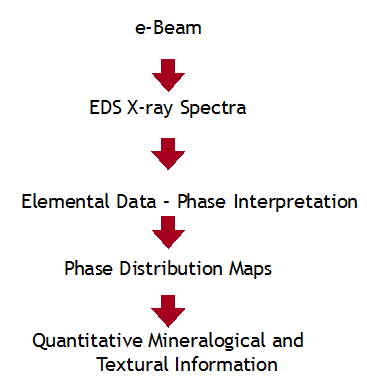 e-Beam
EDS X-ray Spectra
Elemental Data - Phase Interpretation
Phase Distribution Maps
Quantitative Mineralogical and
Textural Information